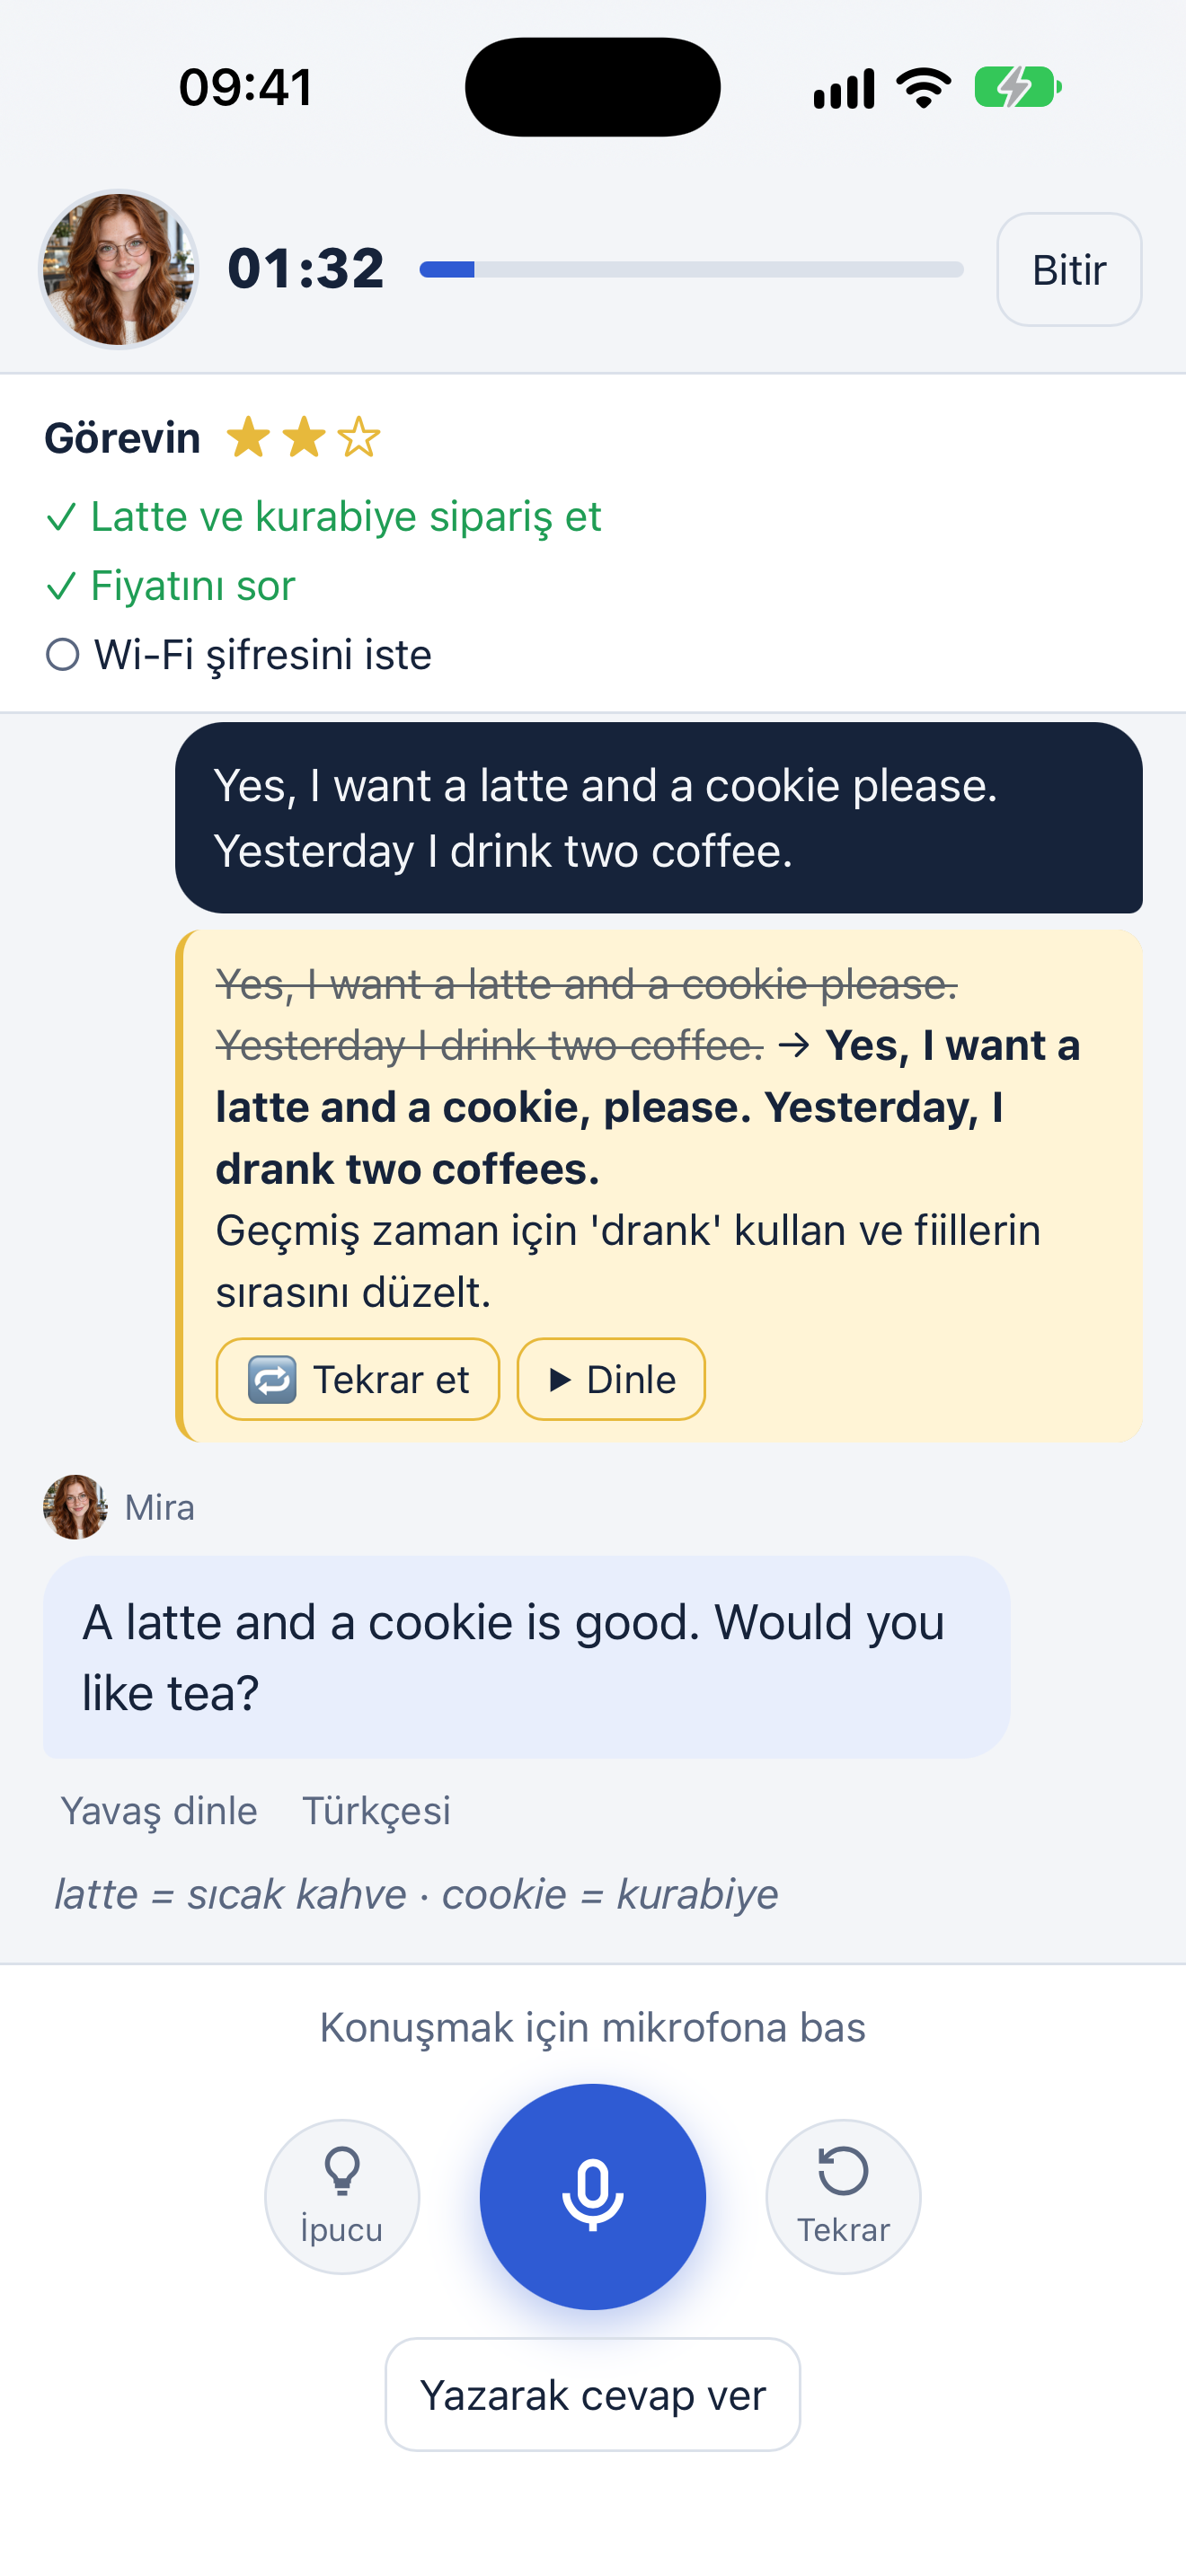 09:41
01:32
Bitir
Görevin
✓ Latte ve kurabiye sipariş et
✓ Fiyatını sor
○ Wi-Fi şifresini iste
Yes, I want a latte and a cookie please.
Yesterday I drink two coffee.
Yes, I want a latte and a cookie please.
Yesterday I drink two coffee. → Yes, I want a
latte and a cookie, please. Yesterday, I
drank two coffees.
Geçmiş zaman için 'drank' kullan ve fiillerin
sırasını düzelt.
🔁 Tekrar et ▶ Dinle
Mira
A latte and a cookie is good. Would you
like tea?
Yavaş dinle Türkçesi
latte = sıcak kahve · cookie = kurabiye
Konuşmak için mikrofona bas
İpucu
Tekrar
Yazarak cevap ver